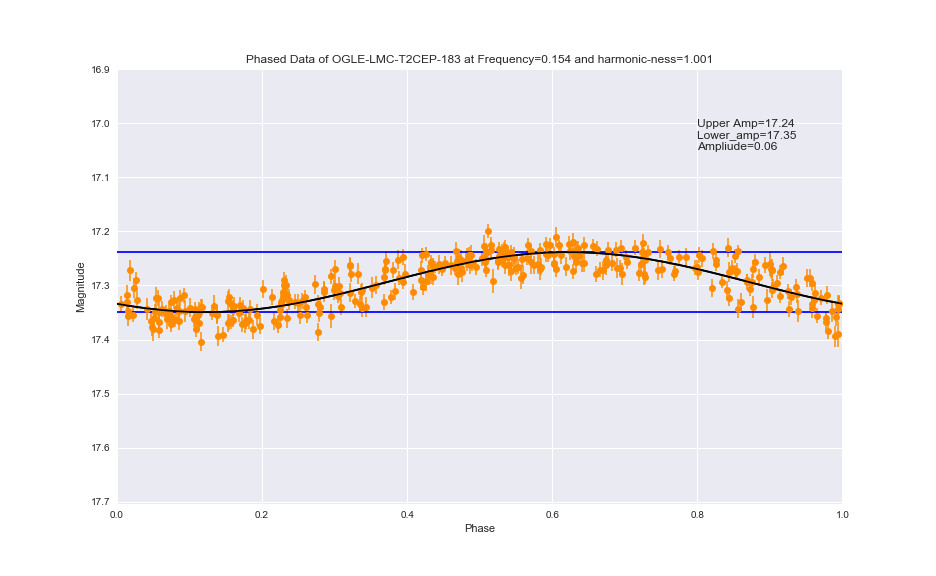 Phased Data of OGLE-LMC-T2CEP-183 at Frequency=0.154 and harmonic-ness=1.001
16.9
17.0
Upper Amp=17.24
Lower_amp=17.35
Ampliude=0.06
17.1
17.2
17.3
17.4
17.5
17.6
17.7
Magnitude
0.0 0.2 0.4 0.6 0.8 1.0
Phase